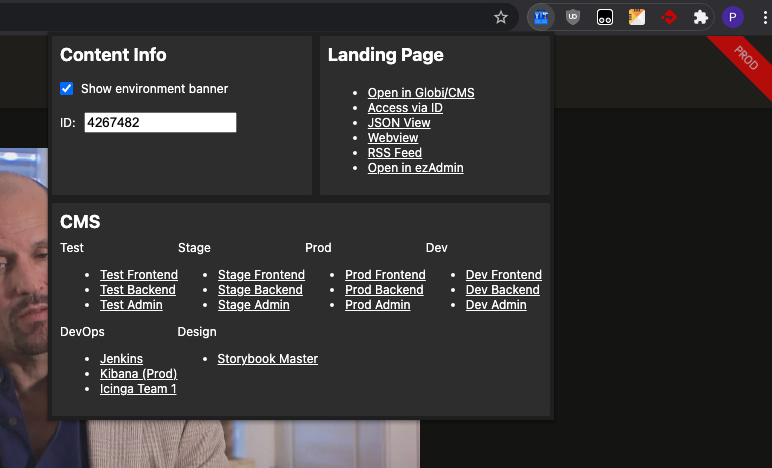 UD
P
PROD
Content Info
Show environment banner
ID: 4267482
Landing Page
Open in Globi/CMS
Access via ID
JSON View
Webview
RSS Feed
Open in ezAdmin
CMS
Test
Test Frontend
Test Backend
Test Admin
Stage
Stage Frontend
Stage Backend
Stage Admin
Prod
Prod Frontend
Prod Backend
Prod Admin
Dev
Dev Frontend
Dev Backend
Dev Admin
DevOps
Jenkins
Kibana (Prod)
Icinga Team 1
Design
Storybook Master